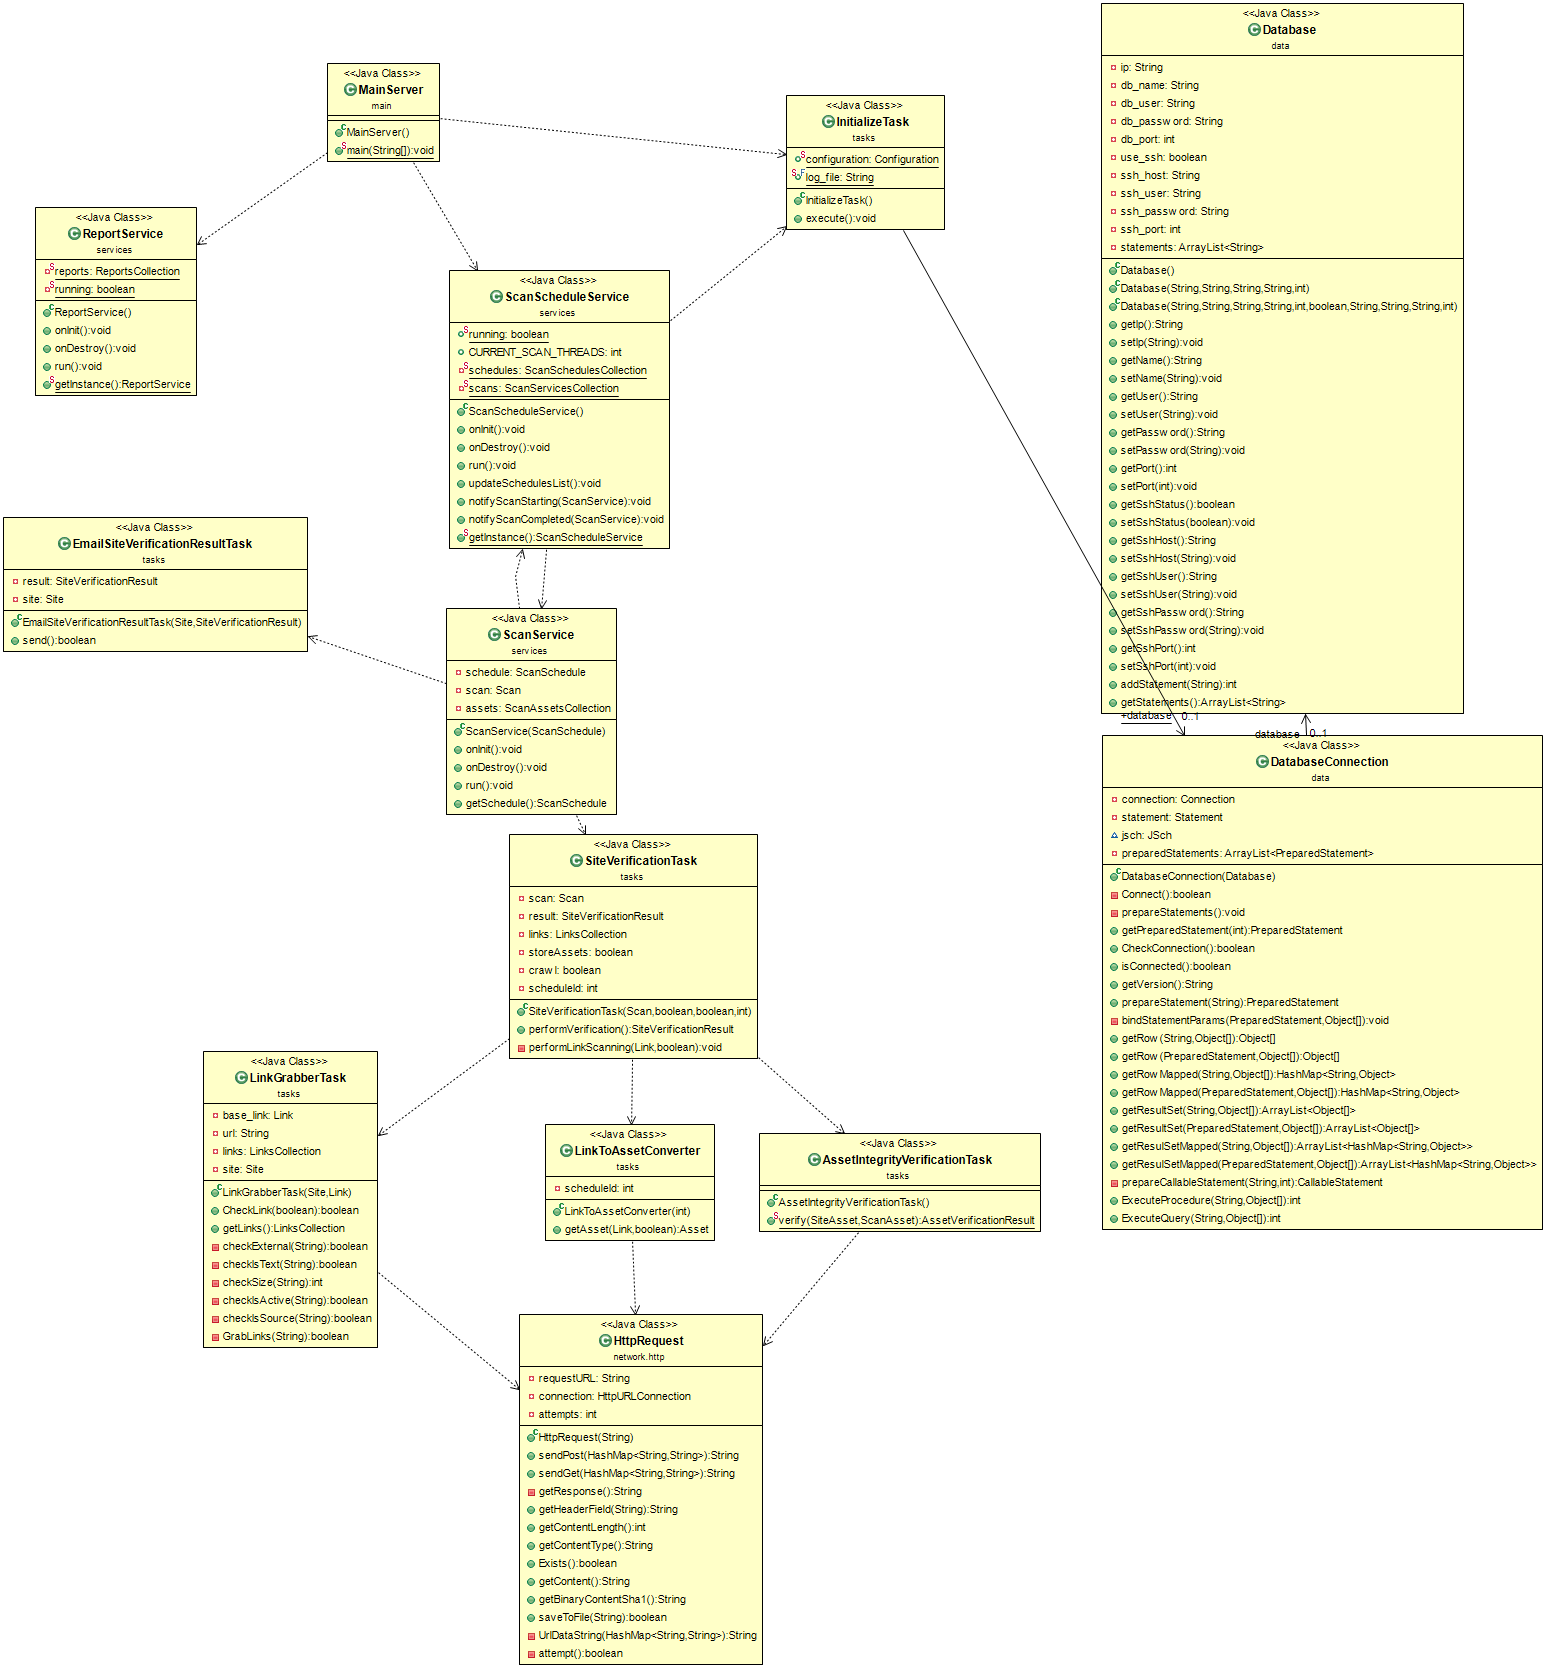 <<Java Class>>
MainServer
main
MainServer()
main(String[]):void
<<Java Class>>
InitializeTask
tasks
configuration: Configuration
log_file: String
InitializeTask()
execute():void
<<Java Class>>
Database
data
ip: String
db_name: String
db_user: String
db_password: String
db_port: int
use_ssh: boolean
ssh_host: String
ssh_user: String
ssh_password: String
ssh_port: int
statements: ArrayList<String>
Database()
Database(String,String,String,String,int)
Database(String,String,String,String,int,boolean,String,String,String,int)
getIp():String
setIp(String):void
getName():String
setName(String):void
getUser():String
setUser(String):void
getPassword():String
setPassword(String):void
getPort():int
setPort(int):void
getSshStatus():boolean
setSshStatus(boolean):void
getSshHost():String
setSshHost(String):void
getSshUser():String
setSshUser(String):void
getSshPassword():String
setSshPassword(String):void
getSshPort():int
setSshPort(int):void
addStatement(String):int
getStatements():ArrayList<String>
+database 0..1
database 0..1
<<Java Class>>
ReportService
services
reports: ReportsCollection
running: boolean
ReportService()
onInit():void
onDestroy():void
run():void
getInstance():ReportService
<<Java Class>>
ScanScheduleService
services
running: boolean
CURRENT_SCAN_THREADS: int
schedules: ScanSchedulesCollection
scans: ScanServicesCollection
ScanScheduleService()
onInit():void
onDestroy():void
run():void
updateSchedulesList():void
notifyScanStarting(ScanService):void
notifyScanCompleted(ScanService):void
getInstance():ScanScheduleService
<<Java Class>>
EmailSiteVerificationResultTask
tasks
result: SiteVerificationResult
site: Site
EmailSiteVerificationResultTask(Site,SiteVerificationResult)
send():boolean
<<Java Class>>
ScanService
services
schedule: ScanSchedule
scan: Scan
assets: ScanAssetsCollection
ScanService(ScanSchedule)
onInit():void
onDestroy():void
run():void
getSchedule():ScanSchedule
<<Java Class>>
DatabaseConnection
data
connection: Connection
statement: Statement
jsch: JSch
preparedStatements: ArrayList<PreparedStatement>
DatabaseConnection(Database)
Connect():boolean
prepareStatements():void
getPreparedStatement(int):PreparedStatement
CheckConnection():boolean
isConnected():boolean
getVersion():String
prepareStatement(String):PreparedStatement
bindStatementParams(PreparedStatement,Object[]):void
getRow(String,Object[]):Object[]
getRow(PreparedStatement,Object[]):Object[]
getRowMapped(String,Object[]):HashMap<String,Object>
getRowMapped(PreparedStatement,Object[]):HashMap<String,Object>
getResultSet(String,Object[]):ArrayList<Object[]>
getResultSet(PreparedStatement,Object[]):ArrayList<Object[]>
getResulSetMapped(String,Object[]):ArrayList<HashMap<String,Object>>
getResulSetMapped(PreparedStatement,Object[]):ArrayList<HashMap<String,Object>>
prepareCallableStatement(String,int):CallableStatement
ExecuteProcedure(String,Object[]):int
ExecuteQuery(String,Object[]):int
<<Java Class>>
SiteVerificationTask
tasks
scan: Scan
result: SiteVerificationResult
links: LinksCollection
storeAssets: boolean
crawl: boolean
scheduleId: int
SiteVerificationTask(Scan,boolean,boolean,int)
performVerification():SiteVerificationResult
performLinkScanning(Link,boolean):void
<<Java Class>>
LinkGrabberTask
tasks
base_link: Link
url: String
links: LinksCollection
site: Site
LinkGrabberTask(Site,Link)
CheckLink(boolean):boolean
getLinks():LinksCollection
checkExternal(String):boolean
checkIsText(String):boolean
checkSize(String):int
checkIsActive(String):boolean
checkIsSource(String):boolean
GrabLinks(String):boolean
<<Java Class>>
LinkToAssetConverter
tasks
scheduleId: int
LinkToAssetConverter(int)
getAsset(Link,boolean):Asset
<<Java Class>>
AssetIntegrityVerificationTask
tasks
AssetIntegrityVerificationTask()
verify(SiteAsset,ScanAsset):AssetVerificationResult
<<Java Class>>
HttpRequest
network.http
requestURL: String
connection: HttpURLConnection
attempts: int
HttpRequest(String)
sendPost(HashMap<String,String>):String
sendGet(HashMap<String,String>):String
getResponse():String
getHeaderField(String):String
getContentLength():int
getContentType():String
Exists():boolean
getContent():String
getBinaryContentSha1():String
saveToFile(String):boolean
UrlDataString(HashMap<String,String>):String
attempt():boolean